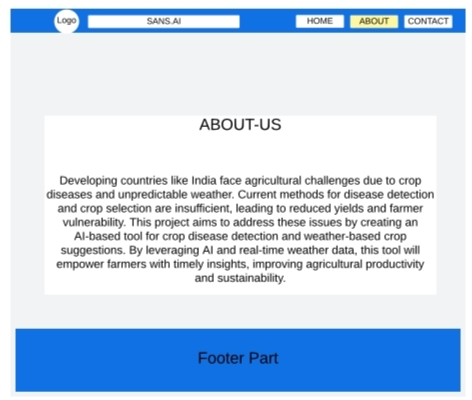 Logo
SANS.AI
HOME
ABOUT
CONTACT
ABOUT-US
Developing countries like India face agricultural challenges due to crop
diseases and unpredictable weather. Current methods for disease detection
and crop selection are insufficient, leading to reduced yields and farmer
vulnerability. This project aims to address these issues by creating an
AI-based tool for crop disease detection and weather-based crop
suggestions. By leveraging AI and real-time weather data, this tool will
empower farmers with timely insights, improving agricultural productivity
and sustainability.
Footer Part